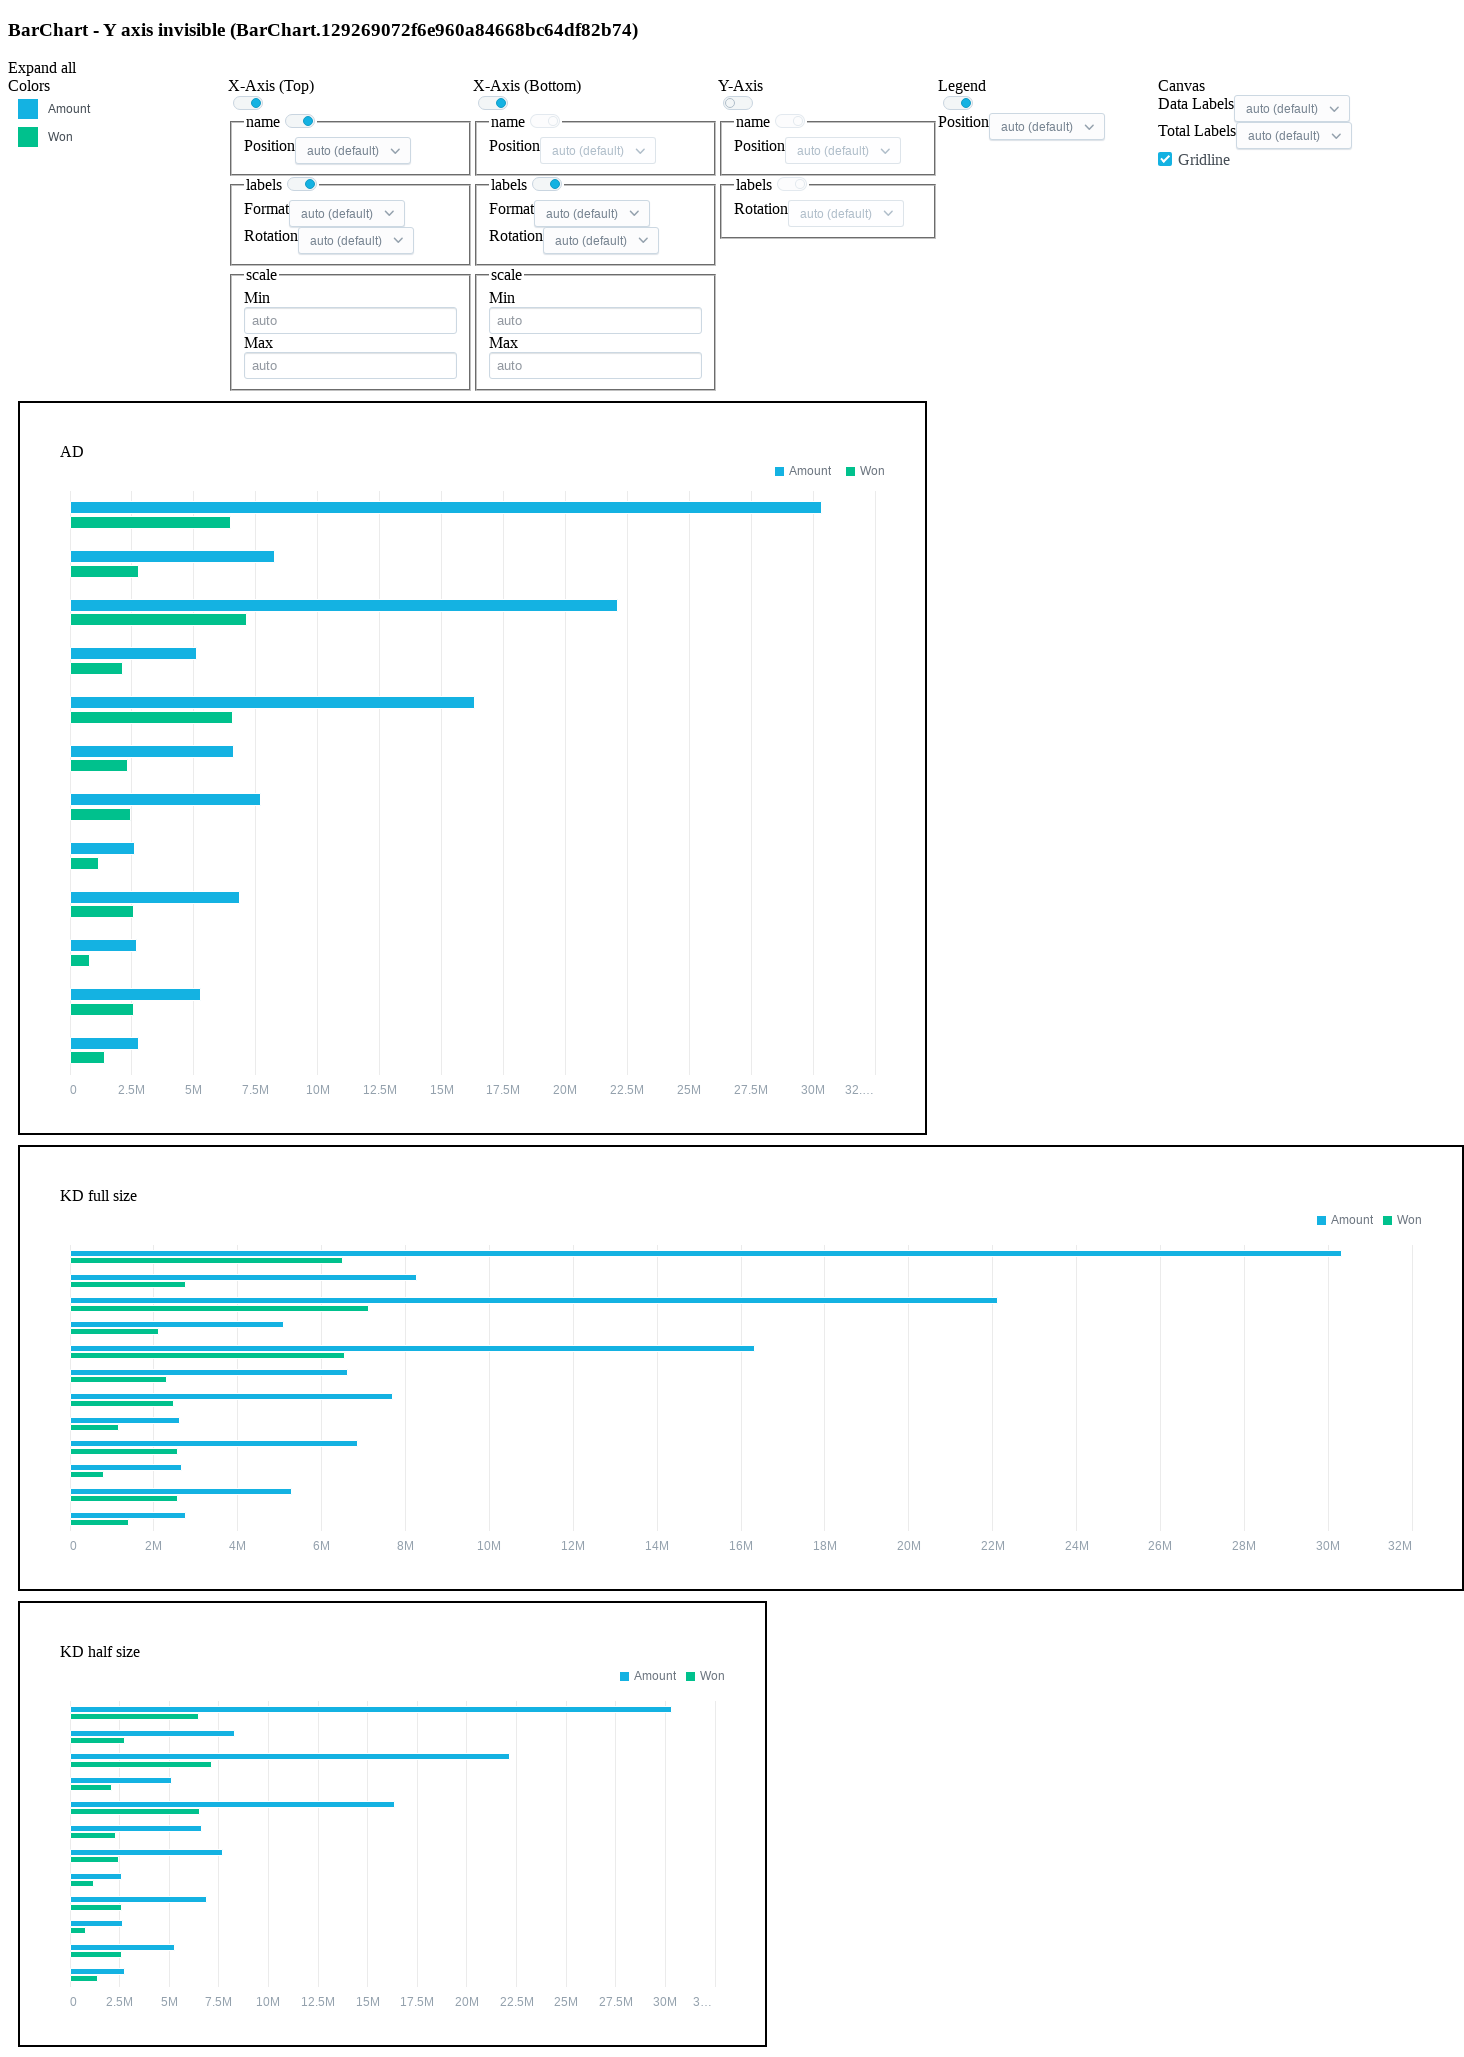 BarChart - Y axis invisible (BarChart.129269072f6e960a84668bc64df82b74)
Expand all
Colors
Amount
Won
X-Axis (Top)
name
Position auto (default)
labels
Format auto (default)
Rotation auto (default)
scale
Min
auto
Max
auto
X-Axis (Bottom)
name
Position auto (default)
labels
Format auto (default)
Rotation auto (default)
scale
Min
auto
Max
auto
Y-Axis
name
Position auto (default)
labels
Rotation auto (default)
Legend
Position auto (default)
Canvas
Data Labels auto (default)
Total Labels auto (default)
Gridline
AD
Amount Won
0 2.5M 5M 7.5M 10M 12.5M 15M 17.5M 20M 22.5M 25M 27.5M 30M 32.…
KD full size
Amount Won
0 2M 4M 6M 8M 10M 12M 14M 16M 18M 20M 22M 24M 26M 28M 30M 32M
KD half size
Amount Won
0 2.5M 5M 7.5M 10M 12.5M 15M 17.5M 20M 22.5M 25M 27.5M 30M 3…